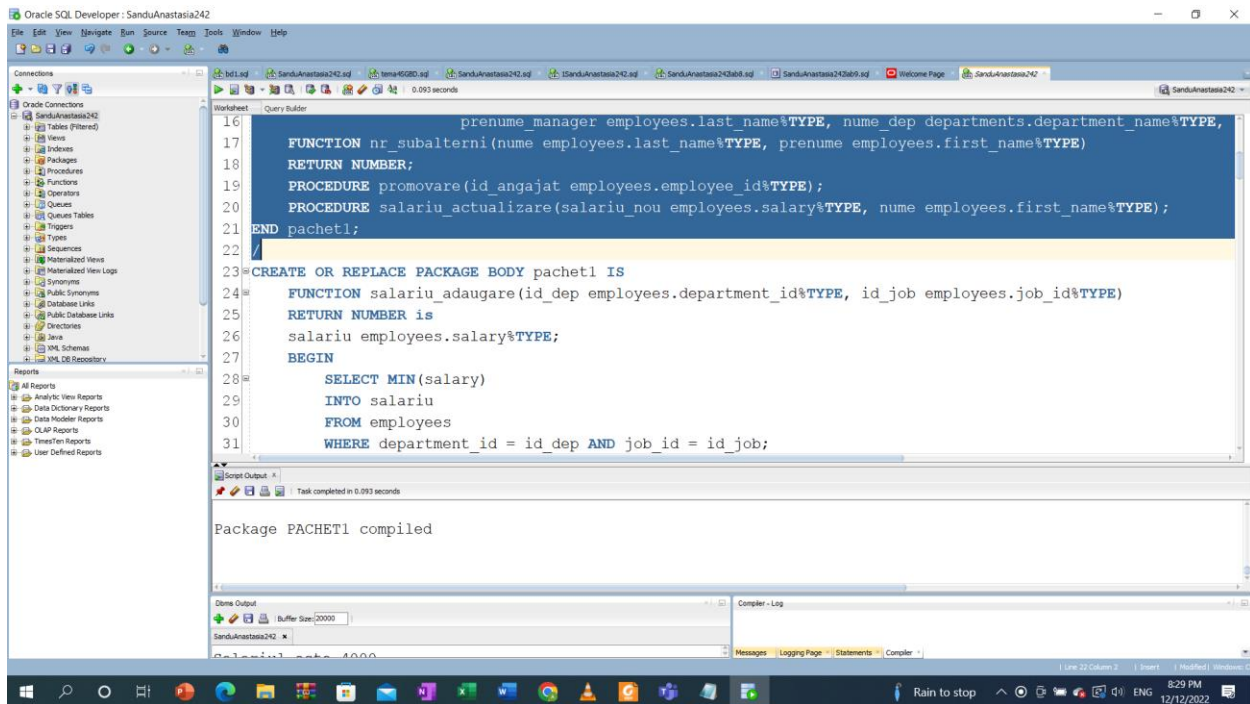 Oracle SQL Developer : SanduAnastasia242
File Edit View Navigate Run Source Team Tools Window Help
Connections
Oracle Connections
SanduAnastasia242
Tables (Filtered)
Views
Indexes
Packages
Procedures
Functions
Operators
Queues
Queues Tables
Triggers
Types
Sequences
Materialized Views
Materialized View Logs
Synonyms
Public Synonyms
Database Links
Public Database Links
Directories
Java
XML Schemas
XML DB Repository
Reports
All Reports
Analytic View Reports
Data Dictionary Reports
Data Modeler Reports
OLAP Reports
TimesTen Reports
User Defined Reports
bd1.sql SanduAnastasia242.sql tema4SGBD.sql SanduAnastasia242.sql 1SanduAnastasia242.sql SanduAnastasia242lab8.sql SanduAnastasia242lab9.sql Welcome Page SanduAnastasia242
0.093 seconds SanduAnastasia242
Worksheet Query Builder
16 prenume_manager employees.last_name%TYPE, nume_dep departments.department_name%TYPE,
17 FUNCTION nr_subalterni(nume employees.last_name%TYPE, prenume employees.first_name%TYPE)
18 RETURN NUMBER;
19 PROCEDURE promovare(id_angajat employees.employee_id%TYPE);
20 PROCEDURE salariu_actualizare(salariu_nou employees.salary%TYPE, nume employees.first_name%TYPE);
21 END pachet1;
22 /
23 CREATE OR REPLACE PACKAGE BODY pachet1 IS
24 FUNCTION salariu_adaugare(id_dep employees.department_id%TYPE, id_job employees.job_id%TYPE)
25 RETURN NUMBER is
26 salariu employees.salary%TYPE;
27 BEGIN
28 SELECT MIN(salary)
29 INTO salariu
30 FROM employees
31 WHERE department_id = id_dep AND job_id = id_job;
Script Output
Task completed in 0.093 seconds
Package PACHET1 compiled
Dbms Output
Buffer Size: 20000
SanduAnastasia242
Salariul este 4000
Compiler - Log
Messages Logging Page Statements Compiler
Line 22 Column 2 Insert Modified Windows: C
Rain to stop ENG 8:29 PM
12/12/2022